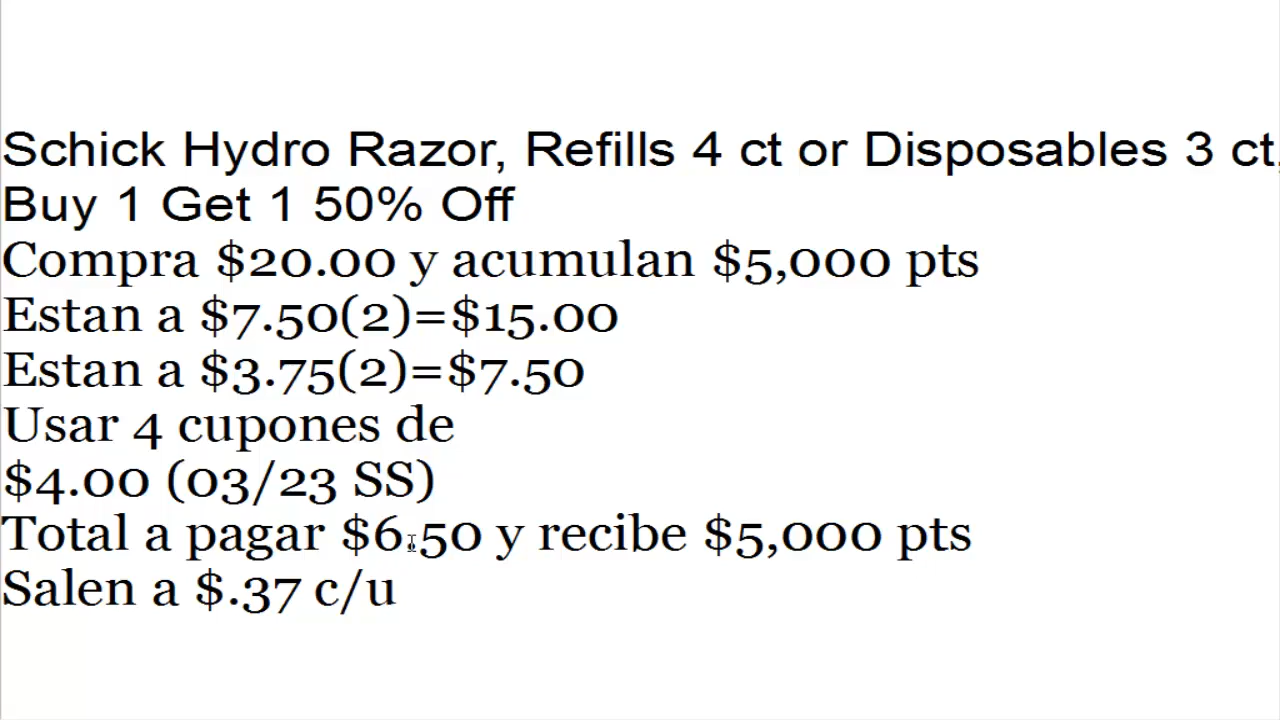 Schick Hydro Razor, Refills 4 ct or Disposables 3 ct,
Buy 1 Get 1 50% Off
Compra $20.00 y acumulan $5,000 pts
Estan a $7.50(2)=$15.00
Estan a $3.75(2)=$7.50
Usar 4 cupones de
$4.00 (03/23 SS)
Total a pagar $6.50 y recibe $5,000 pts
Salen a $.37 c/u